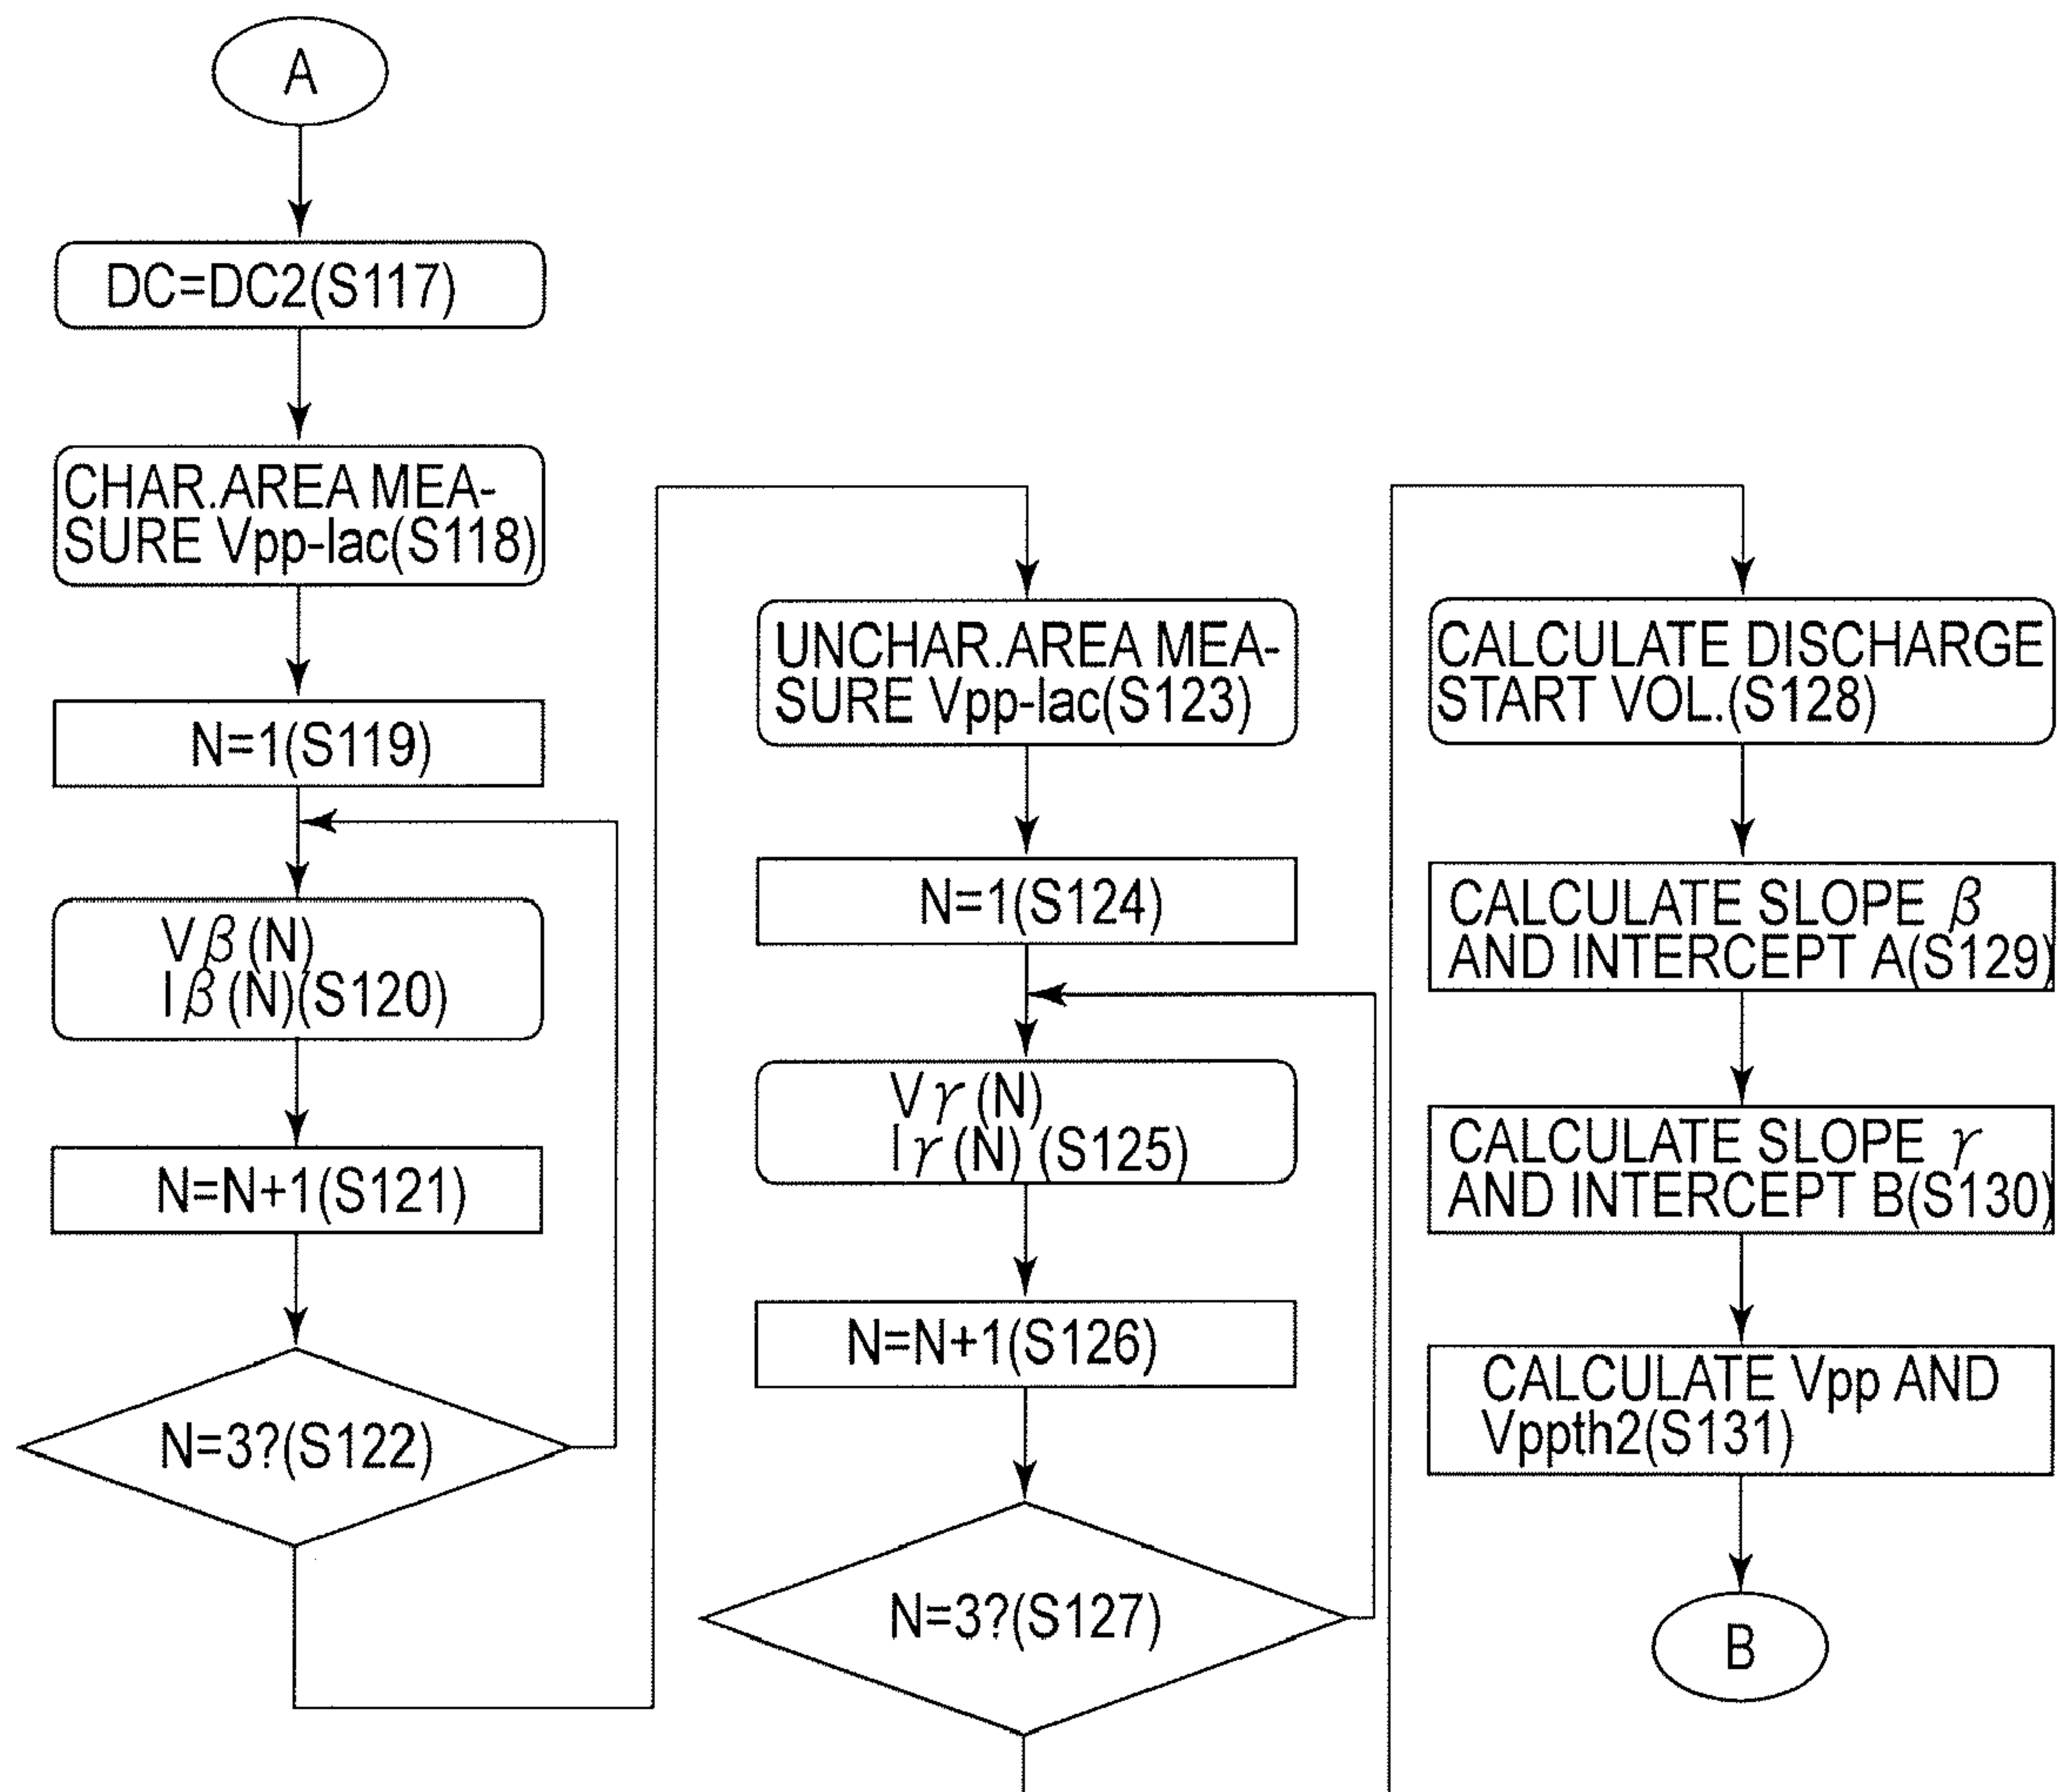 A
DC=DC2(S117)
CHAR.AREA MEA-
SURE Vpp-Iac(S118)
N=1(S119)
Vβ(N)
Iβ(N)(S120)
N=N+1(S121)
N=3?(S122)
UNCHAR.AREA MEA-
SURE Vpp-Iac(S123)
N=1(S124)
Vγ(N)
Iγ(N) (S125)
N=N+1(S126)
N=3?(S127)
CALCULATE DISCHARGE
START VOL.(S128)
CALCULATE SLOPE β
AND INTERCEPT A(S129)
CALCULATE SLOPE γ
AND INTERCEPT B(S130)
CALCULATE Vpp AND
Vppth2(S131)
B